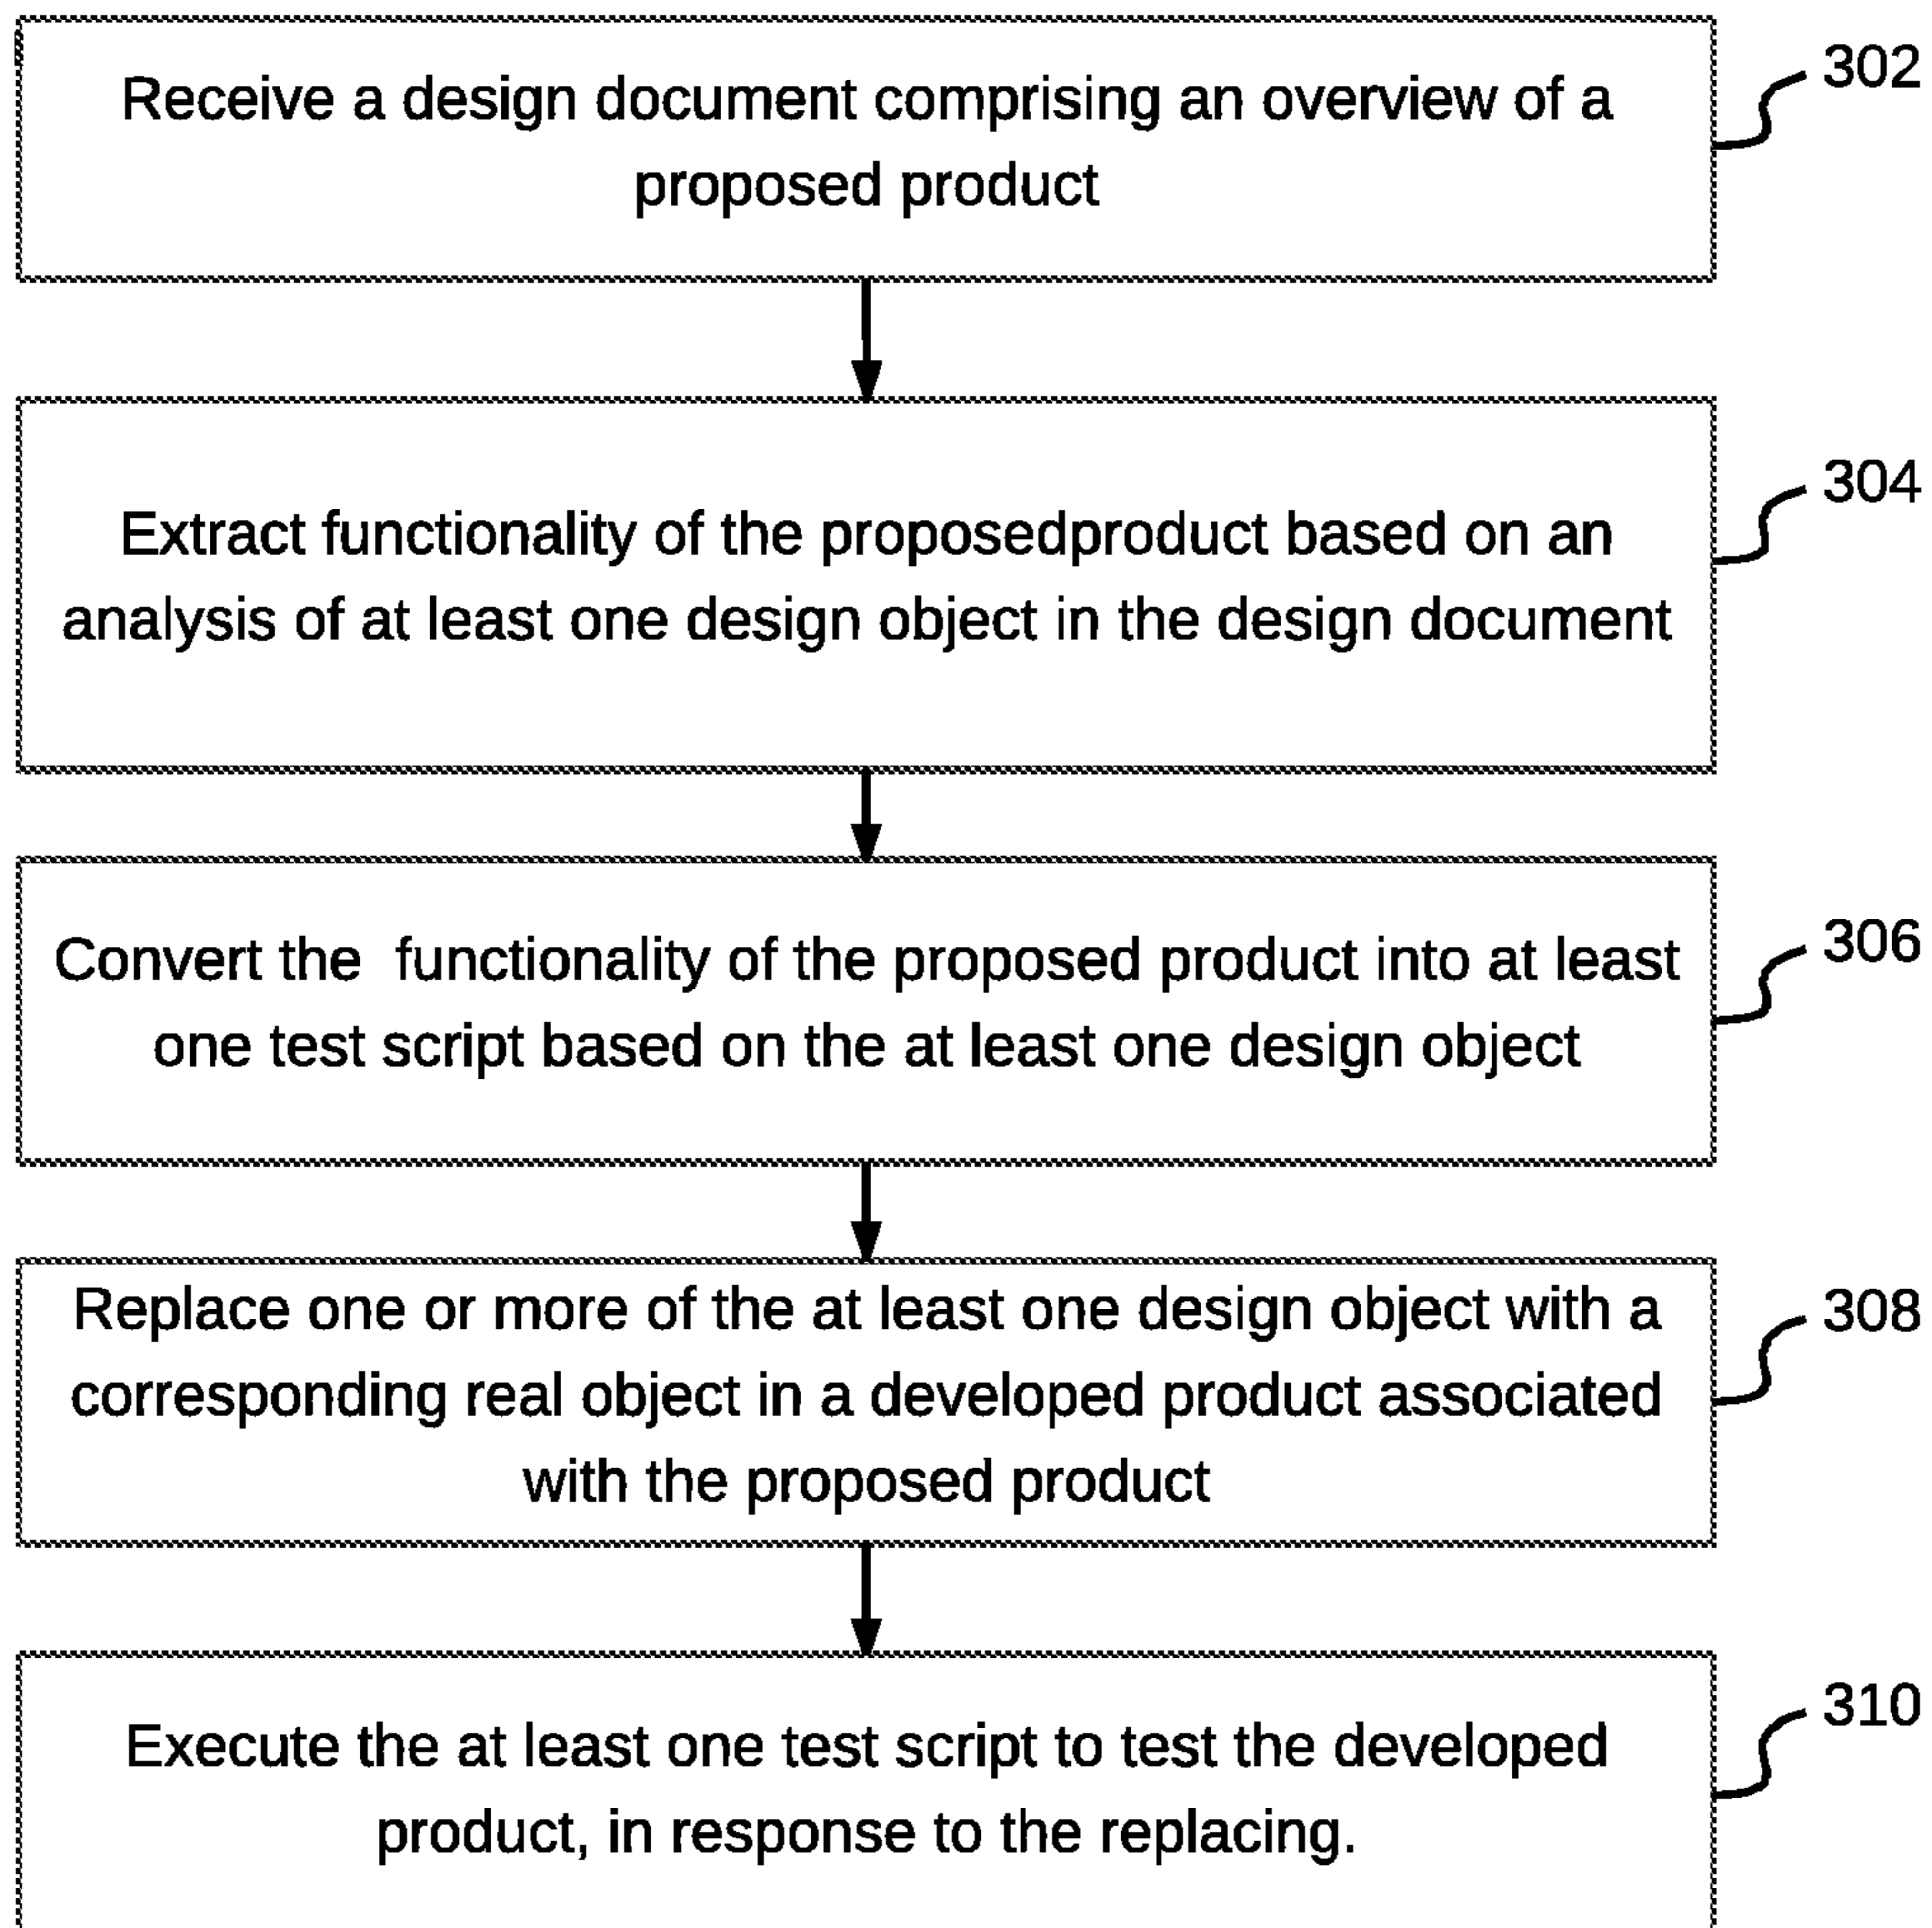 Receive a design document comprising an overview of a
proposed product
302
Extract functionality of the proposedproduct based on an
analysis of at least one design object in the design document
304
Convert the  functionality of the proposed product into at least
one test script based on the at least one design object
306
Replace one or more of the at least one design object with a
corresponding real object in a developed product associated
with the proposed product
308
Execute the at least one test script to test the developed
product, in response to the replacing.
310